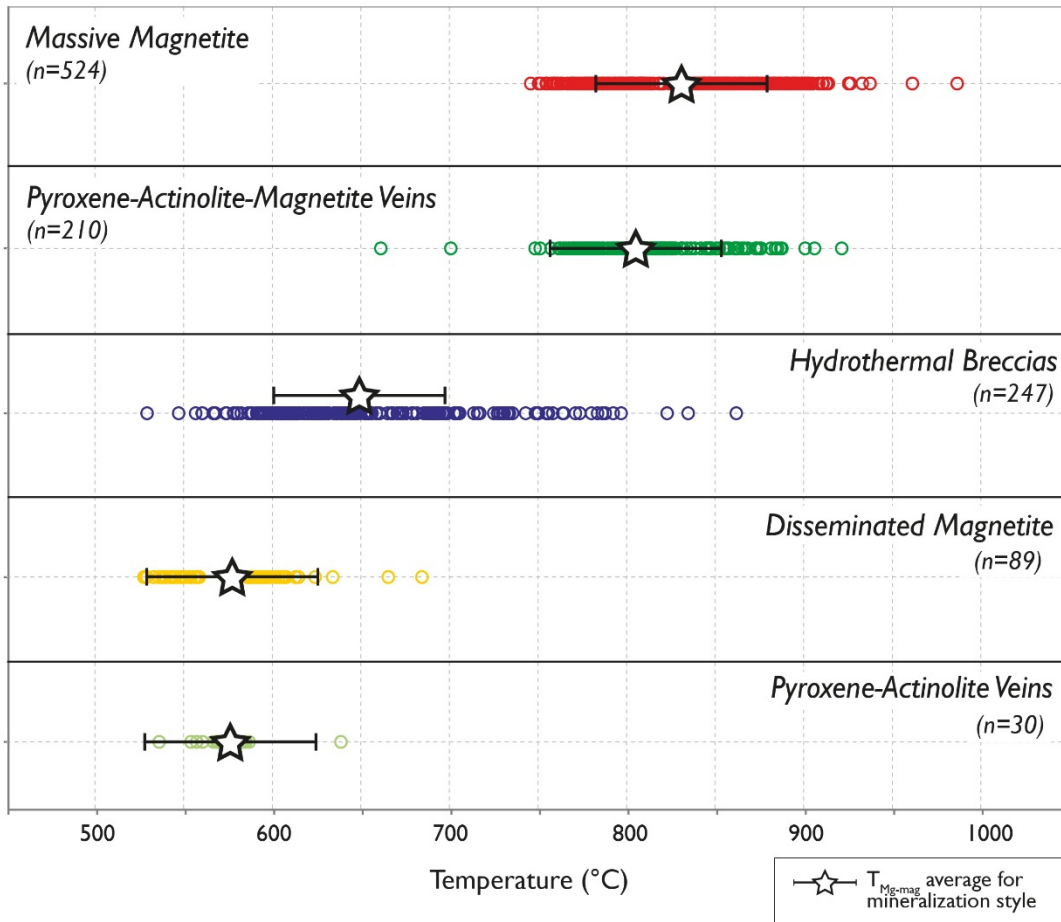 Massive Magnetite
(n=524)
Pyroxene-Actinolite-Magnetite Veins
(n=210)
Hydrothermal Breccias
(n=247)
Disseminated Magnetite
(n=89)
Pyroxene-Actinolite Veins
(n=30)
500 600 700 800 900 1000
Temperature (°C)
T Mg-mag average for
mineralization style